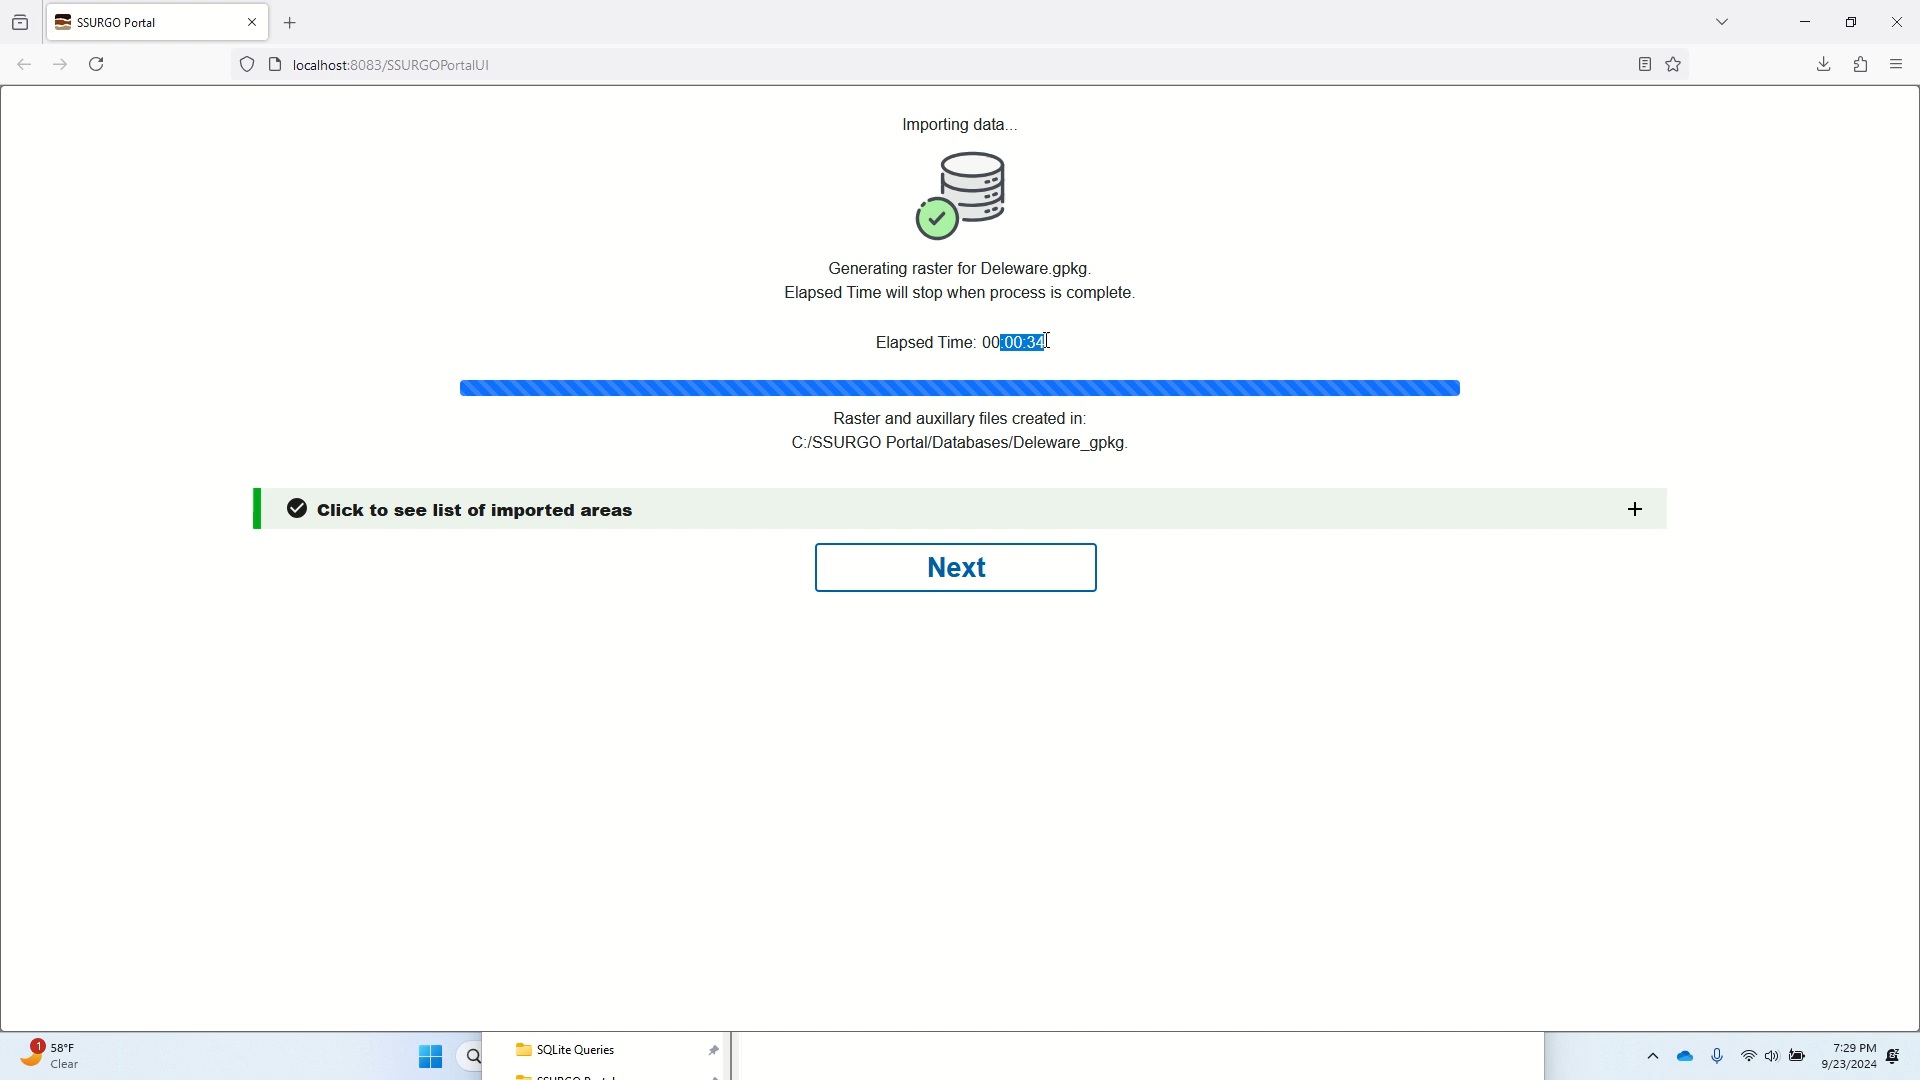 SSURGO Portal
localhost:8083/SSURGOPortalUI
Importing data...
Generating raster for Deleware.gpkg.
Elapsed Time will stop when process is complete.
Elapsed Time: 00:00:34
Raster and auxillary files created in:
C:/SSURGO Portal/Databases/Deleware_gpkg.
Click to see list of imported areas
Next
1
58°F
Clear
SQLite Queries
7:29 PM
9/23/2024